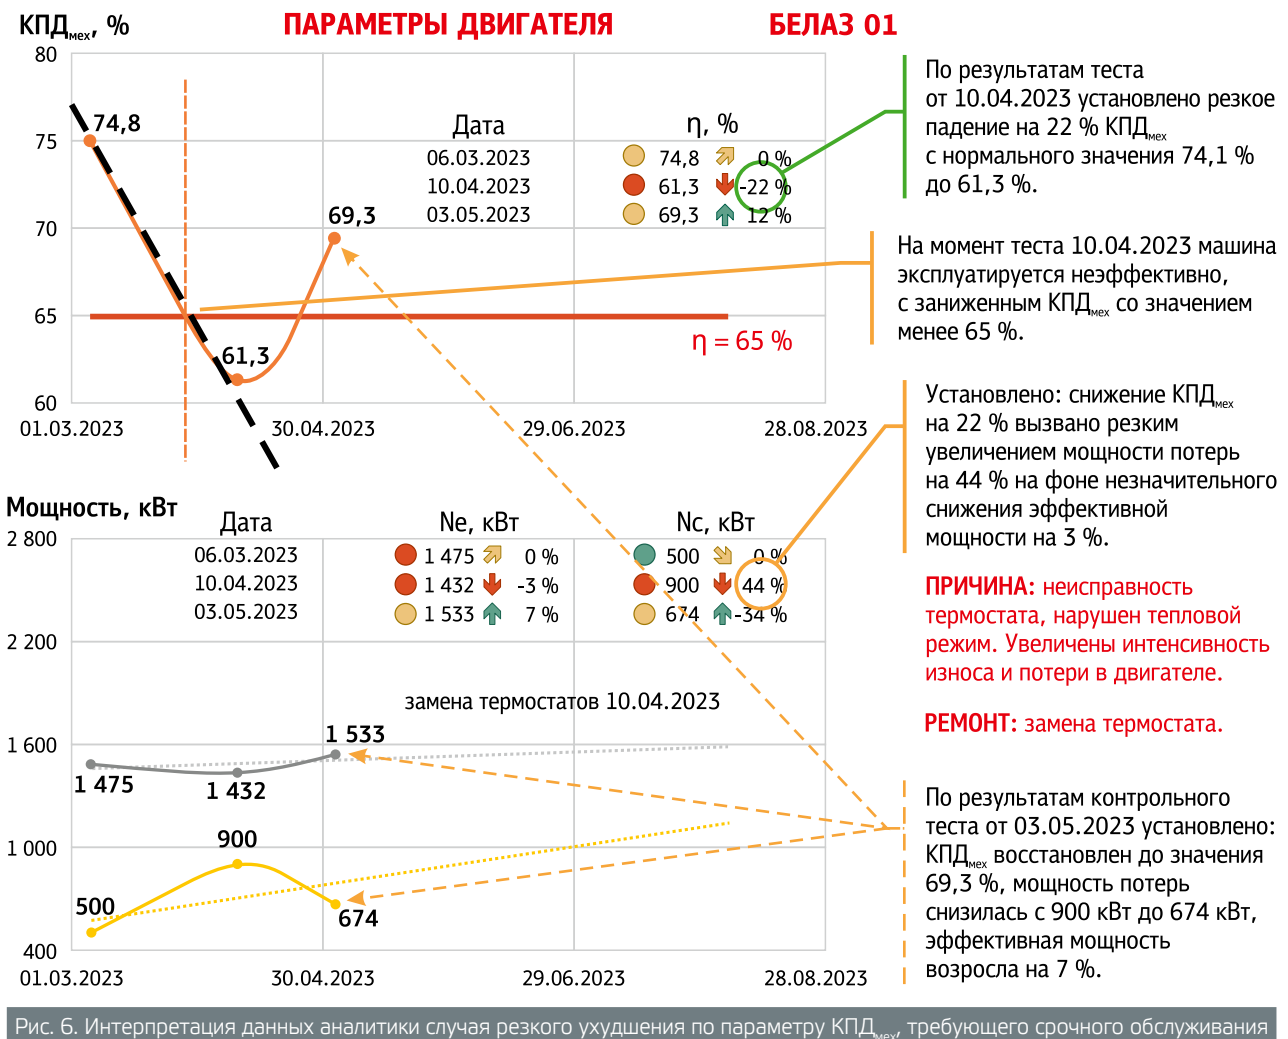 КПДмех, %
ПАРАМЕТРЫ ДВИГАТЕЛЯ
БЕЛАЗ 01
80
75
70
65
60
74,8
61,3
69,3
Дата
η, %
06.03.2023
74,8
0 %
10.04.2023
61,3
-22 %
03.05.2023
69,3
12 %
η = 65 %
01.03.2023
30.04.2023
29.06.2023
28.08.2023
По результатам теста
от 10.04.2023 установлено резкое
падение на 22 % КПДмех
с нормального значения 74,1 %
до 61,3 %.
На момент теста 10.04.2023 машина
эксплуатируется неэффективно,
с заниженным КПДмех со значением
менее 65 %.
Установлено: снижение КПДмех
на 22 % вызвано резким
увеличением мощности потерь
на 44 % на фоне незначительного
снижения эффективной
мощности на 3 %.
ПРИЧИНА: неисправность
термостата, нарушен тепловой
режим. Увеличены интенсивность
износа и потери в двигателе.
РЕМОНТ: замена термостата.
По результатам контрольного
теста от 03.05.2023 установлено:
КПДмех восстановлен до значения
69,3 %, мощность потерь
снизилась с 900 кВт до 674 кВт,
эффективная мощность
возросла на 7 %.
Мощность, кВт
2 800
2 200
1 600
1 000
400
Дата
Ne, кВт
Nc, кВт
06.03.2023
1 475
0 %
500
0 %
10.04.2023
1 432
-3 %
900
44 %
03.05.2023
1 533
7 %
674
-34 %
замена термостатов 10.04.2023
1 475
1 432
1 533
500
900
674
01.03.2023
30.04.2023
29.06.2023
28.08.2023
Рис. 6. Интерпретация данных аналитики случая резкого ухудшения по параметру КПДмех, требующего срочного обслуживания